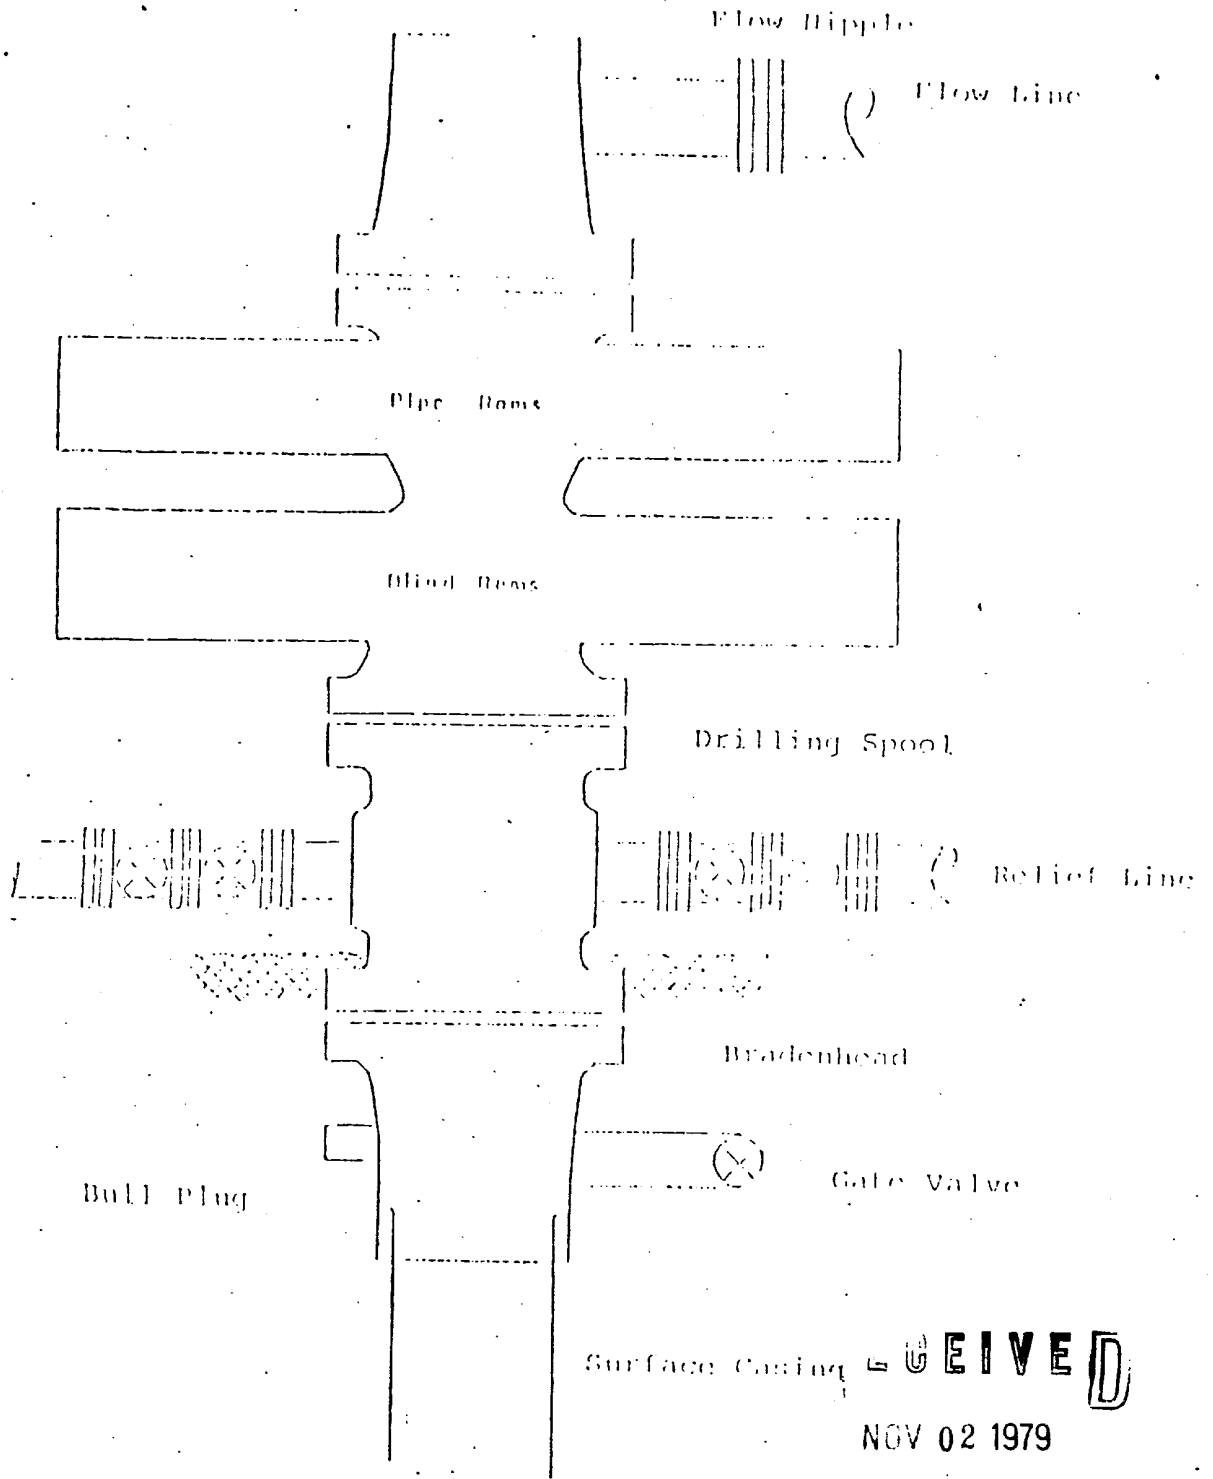 Flow Nipple
Flow Line
Pipe Rams
Blind Rams
Drilling Spool
Relief Line
Bradenhead
Gate Valve
Bull Plug
Surface Casing
CEIVED
NOV 02 1979